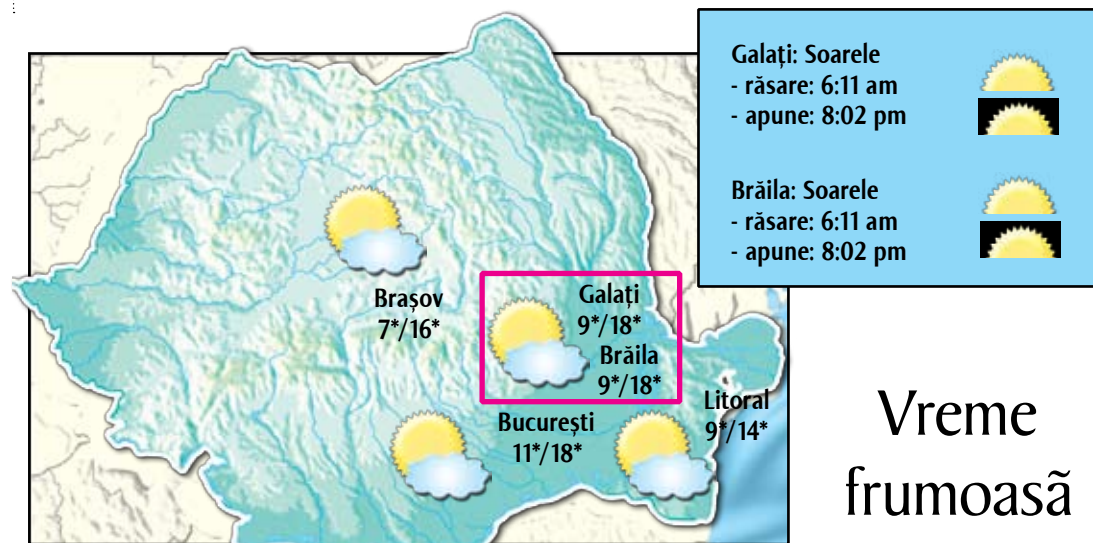 Galați: Soarele
- răsare: 6:11 am
- apune: 8:02 pm
Brăila: Soarele
- răsare: 6:11 am
- apune: 8:02 pm
Brașov
7*/16*
Galați
9*/18*
Brăila
9*/18*
București
11*/18*
Litoral
9*/14*
Vreme
frumoasã